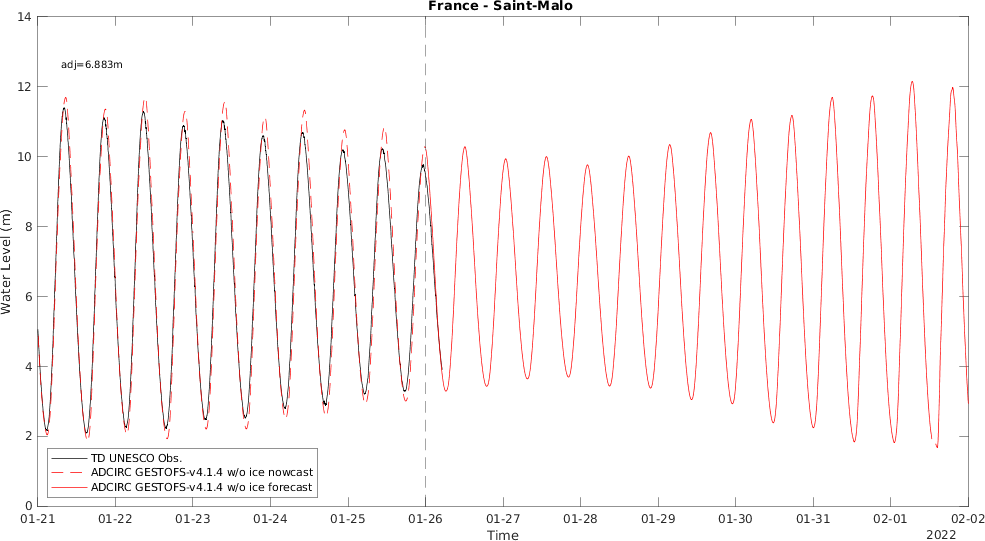 France - Saint-Malo
14
12
10
8
6
4
2
0
Water Level (m)
adj=6.883m
TD UNESCO Obs.
ADCIRC GESTOFS-v4.1.4 w/o ice nowcast
ADCIRC GESTOFS-v4.1.4 w/o ice forecast
01-21 01-22 01-23 01-24 01-25 01-26 01-27 01-28 01-29 01-30 01-31 02-01 02-02
Time
2022